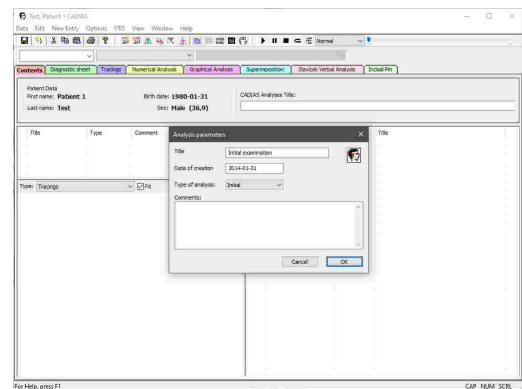 Test, Patient 1 CADIAS
Data Edit New Entry Options VTO View Window Help
Normal
Contents Diagnostic sheet Tracings Numerical Analysis Graphical Analysis Superimposition Slavicek Verbal Analysis Incisal Pin
Patient Data
First name: Patient 1 Birth date: 1980-01-31
Last name: Test Sex: Male (36,9)
CADIAS Analyses Title:
Title Type Comment
Title
Type: Tracings Fit
Analysis parameters
Title Initial examination
Data of creation 2014-01-31
Type of analysis: Initial
Comments:
Cancel OK
For Help, press F1 CAP NUM SCRL